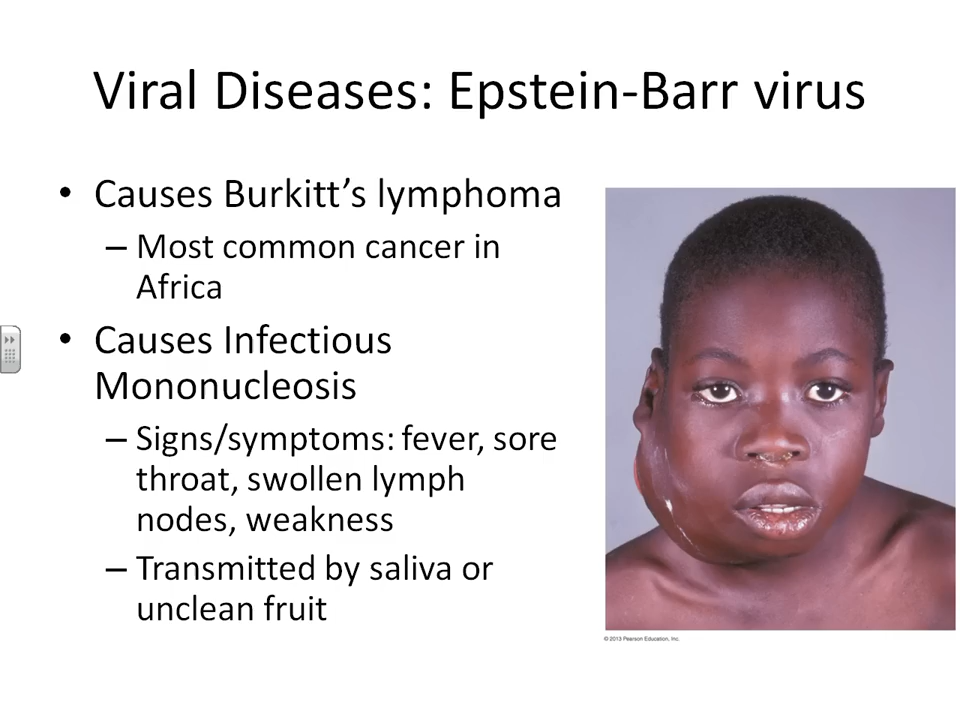 Viral Diseases: Epstein-Barr virus
• Causes Burkitt’s lymphoma
– Most common cancer in
Africa
• Causes Infectious
Mononucleosis
– Signs/symptoms: fever, sore
throat, swollen lymph
nodes, weakness
– Transmitted by saliva or
unclean fruit
© 2013 Pearson Education, Inc.